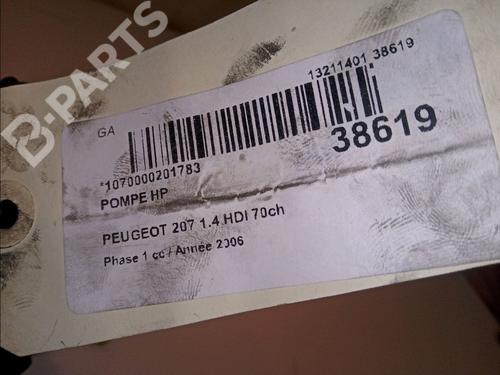 B-PARTS
13211401 38619
GA
38619
*1070000201783
POMPE HP
PEUGEOT 207 1.4 HDI 70ch
Phase 1 cc / Année 2006